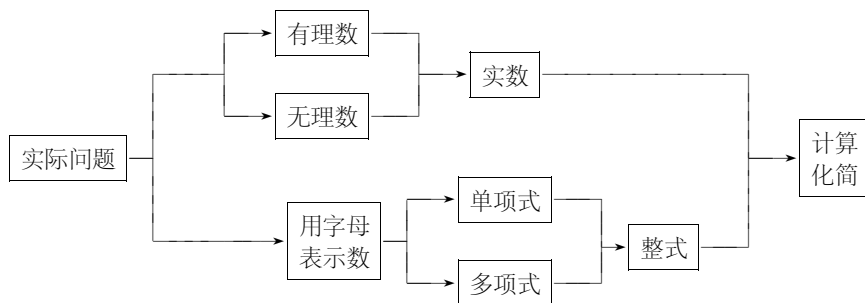 有理数
实数
无理数
实际问题
计算
化简
单项式
用字母
表示数
整式
多项式